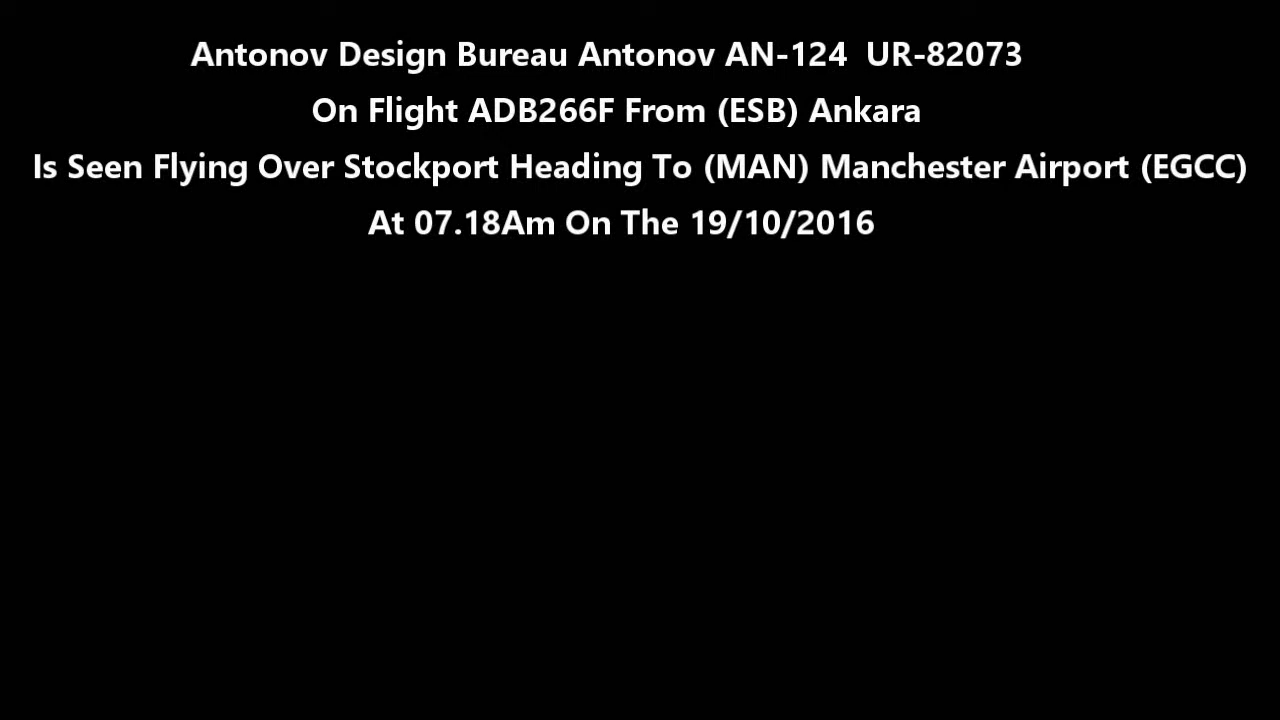 Antonov Design Bureau Antonov AN-124  UR-82073
On Flight ADB266F From (ESB) Ankara
Is Seen Flying Over Stockport Heading To (MAN) Manchester Airport (EGCC)
At 07.18Am On The 19/10/2016